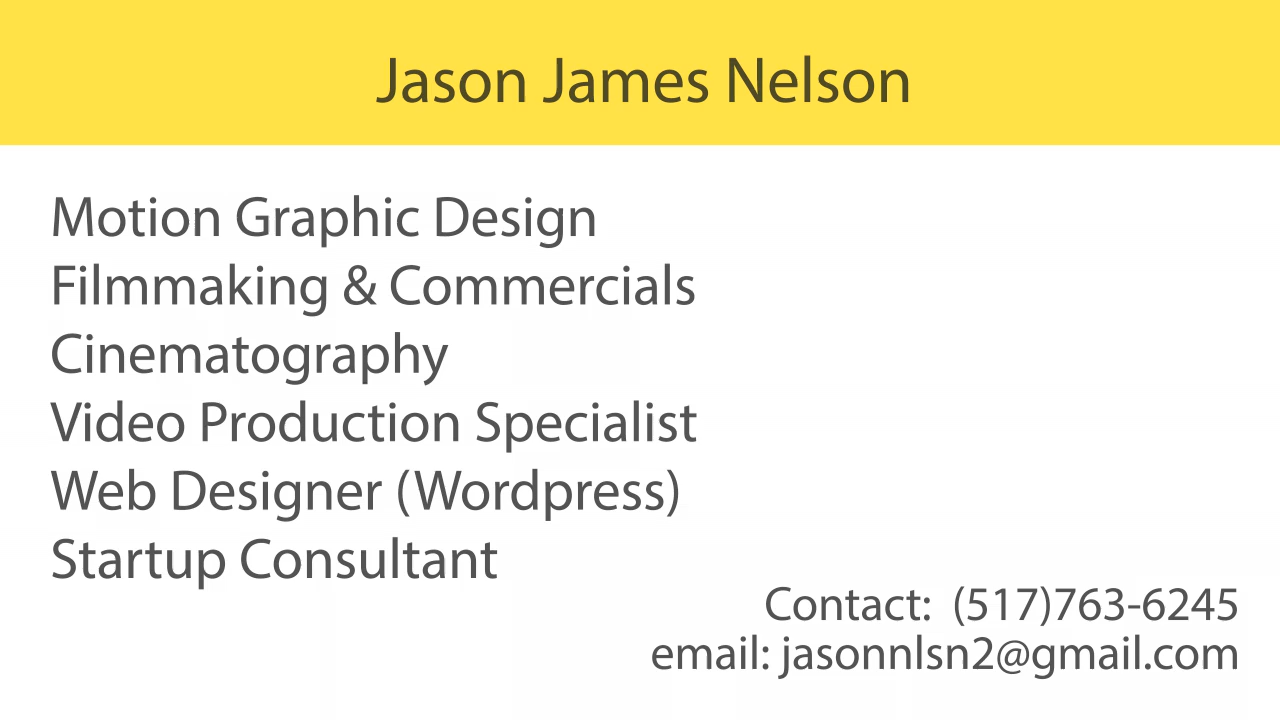 Jason James Nelson
Motion Graphic Design
Filmmaking & Commercials
Cinematography
Video Production Specialist
Web Designer (Wordpress)
Startup Consultant
Contact:  (517)763-6245
email: jasonnlsn2@gmail.com